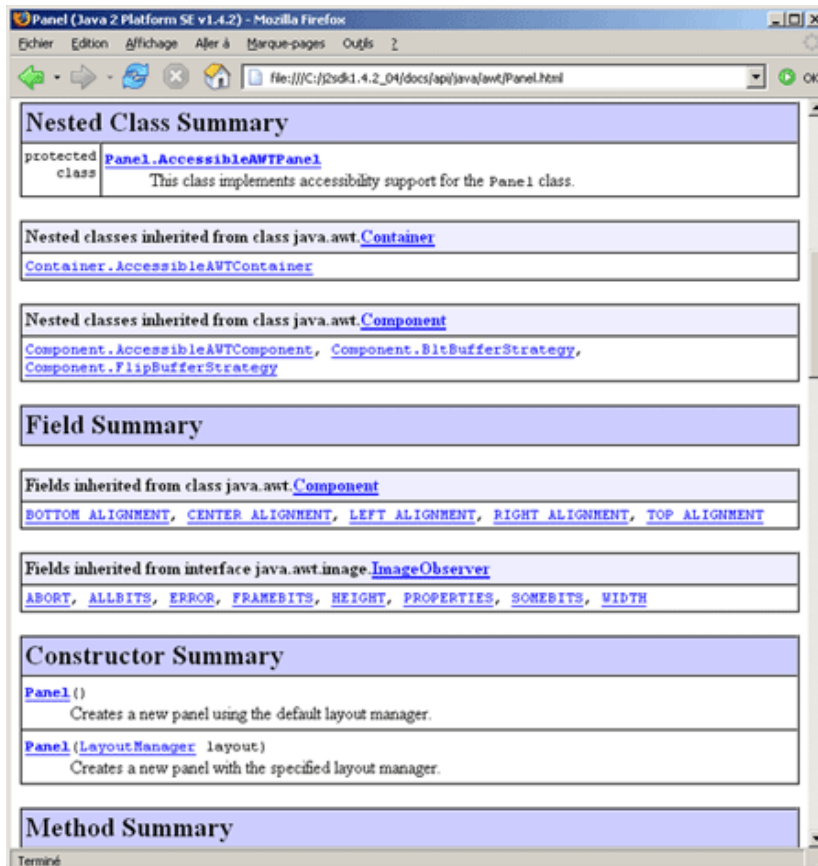 Panel (Java 2 Platform SE v1.4.2) - Mozilla Firefox
Fichier Edition Affichage Aller à Marque-pages Outils ?
file:///C:/j2sdk1.4.2_04/docs/api/java/awt/Panel.html OK
Nested Class Summary
protected class Panel.AccessibleAWTPanel
This class implements accessibility support for the Panel class.
Nested classes inherited from class java.awt.Container
Container.AccessibleAWTContainer
Nested classes inherited from class java.awt.Component
Component.AccessibleAWTComponent, Component.BltBufferStrategy,
Component.FlipBufferStrategy
Field Summary
Fields inherited from class java.awt.Component
BOTTOM_ALIGNMENT, CENTER_ALIGNMENT, LEFT_ALIGNMENT, RIGHT_ALIGNMENT, TOP_ALIGNMENT
Fields inherited from interface java.awt.image.ImageObserver
ABORT, ALLBITS, ERROR, FRAMEBITS, HEIGHT, PROPERTIES, SOMEBITS, WIDTH
Constructor Summary
Panel()
Creates a new panel using the default layout manager.
Panel(LayoutManager layout)
Creates a new panel with the specified layout manager.
Method Summary
Terminé